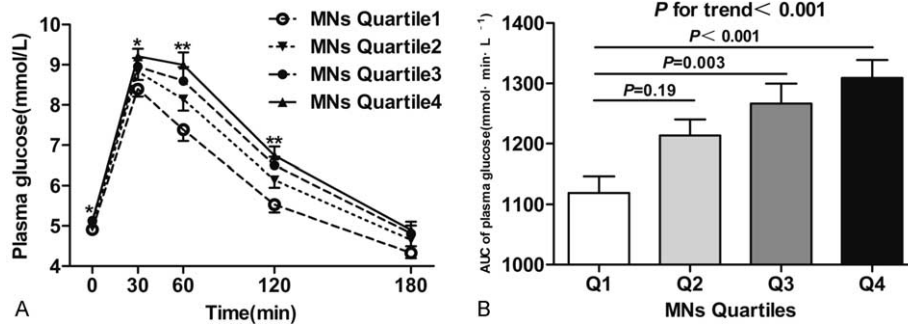 MNs Quartile1
MNs Quartile2
MNs Quartile3
MNs Quartile4
Plasma glucose(mmol/L)
10
9
8
7
6
5
4
*
*
**
**
0
30
60
120
180
Time(min)
A
P for trend< 0.001
P< 0.001
P=0.003
P=0.19
AUC of plasma glucose(mmol· min· L ⁻¹)
1400
1300
1200
1100
1000
Q1
Q2
Q3
Q4
MNs Quartiles
B